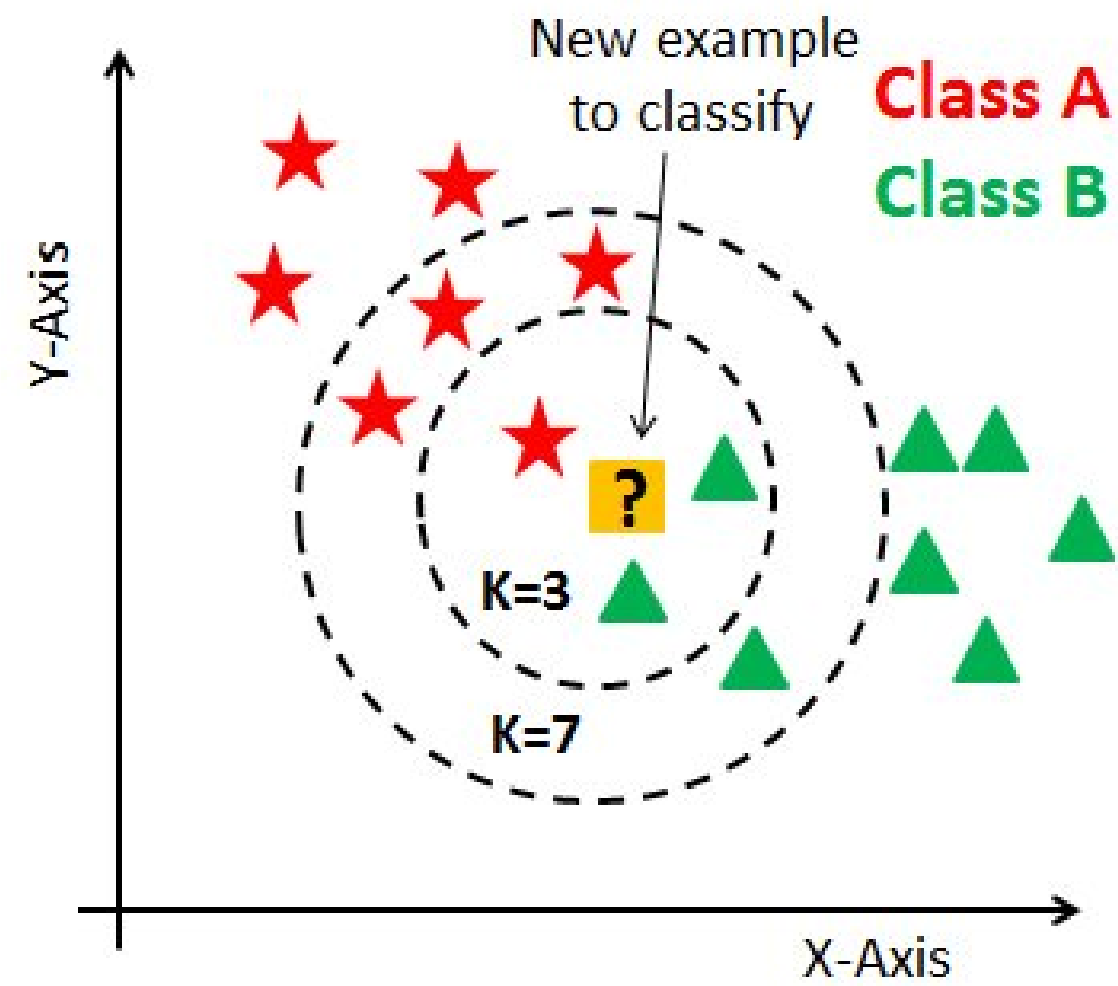 New example
to classify
Class A
Class B
Y-Axis
?
K=3
K=7
X-Axis